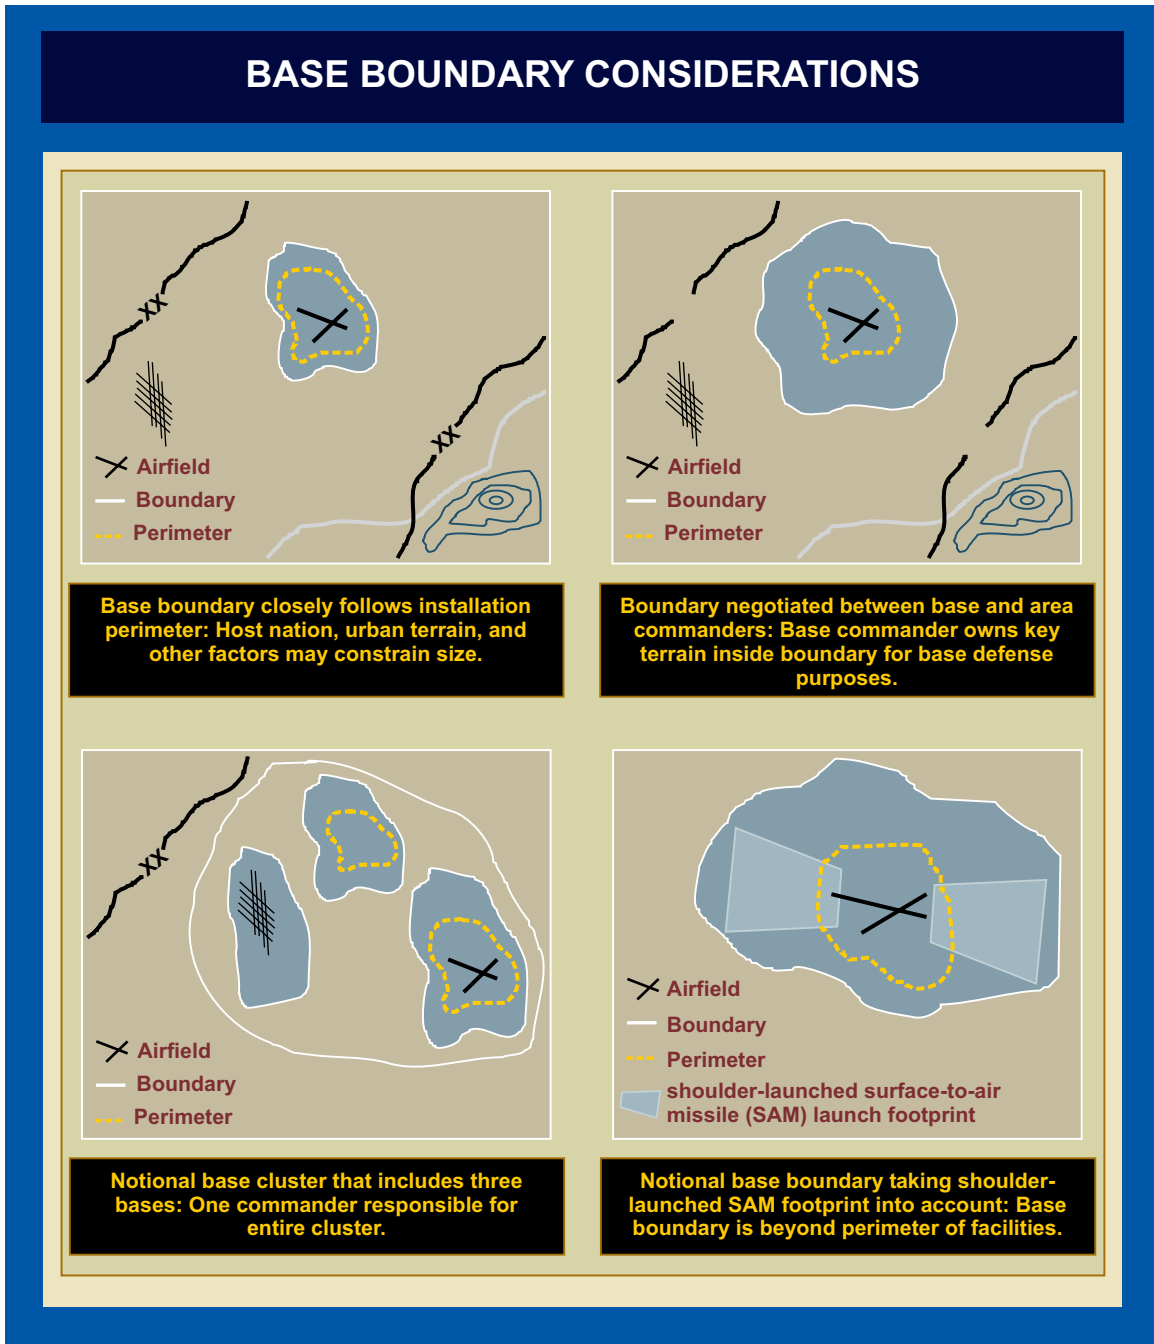 BASE BOUNDARY CONSIDERATIONS
XX
XX
Airfield
Boundary
Perimeter
Base boundary closely follows installation
perimeter: Host nation, urban terrain, and
other factors may constrain size.
Airfield
Boundary
Perimeter
Boundary negotiated between base and area
commanders: Base commander owns key
terrain inside boundary for base defense
purposes.
XX
Airfield
Boundary
Perimeter
Notional base cluster that includes three
bases: One commander responsible for
entire cluster.
Airfield
Boundary
Perimeter
shoulder-launched surface-to-air
missile (SAM) launch footprint
Notional base boundary taking shoulder-
launched SAM footprint into account: Base
boundary is beyond perimeter of facilities.